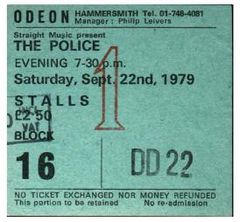 ODEON HAMMERSMITH Tel. 01-748-4081
Manager : Philip Leivers
Straight Music present
THE POLICE
EVENING 7-30 p.m.
Saturday, Sept. 22nd, 1979
STALLS
£2·50
VAT
BLOCK
1
16 DD 22
NO TICKET EXCHANGED NOR MONEY REFUNDED
This portion to be retained No re-admission